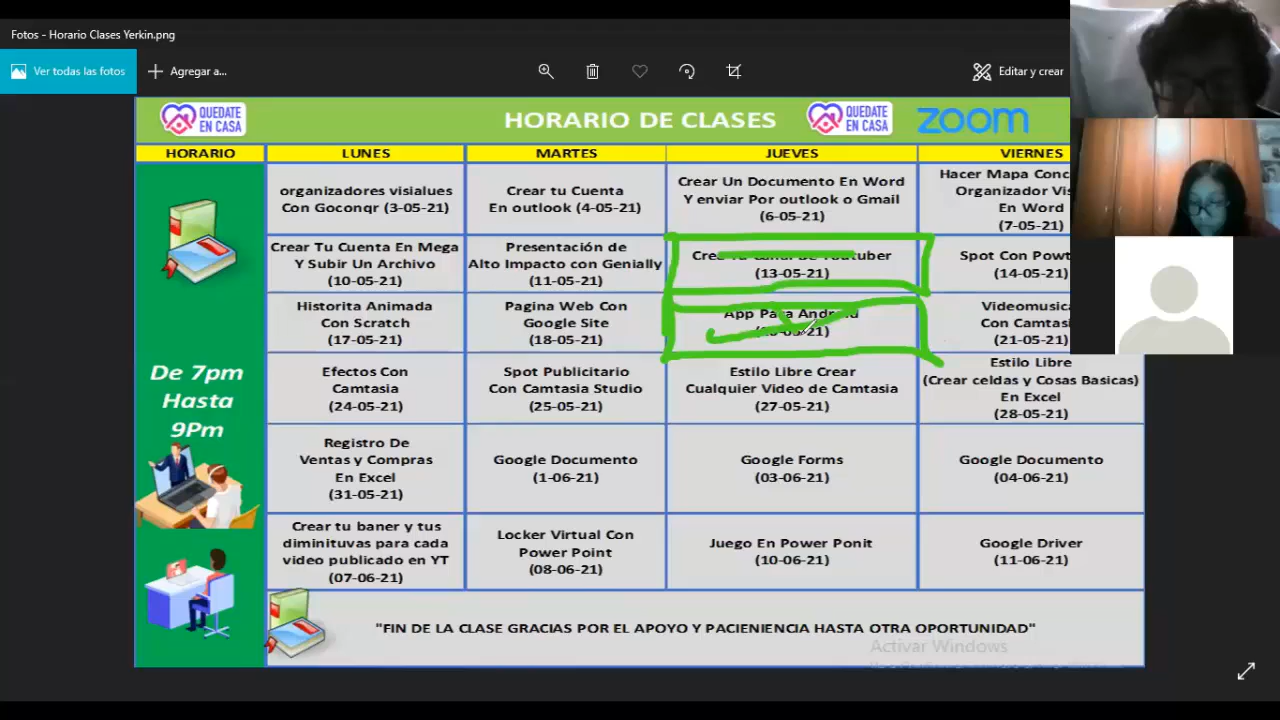 Fotos - Horario Clases Yerkin.png
Ver todas las fotos
Agregar a...
Editar y crear
QUEDATE
EN CASA
HORARIO DE CLASES
QUEDATE
EN CASA
zoom
HORARIO
LUNES
MARTES
JUEVES
VIERNES
De 7pm
Hasta
9Pm
organizadores visialues
Con Goconqr (3-05-21)
Crear tu Cuenta
En outlook (4-05-21)
Crear Un Documento En Word
Y enviar Por outlook o Gmail
(6-05-21)
Hacer Mapa
Organizador
En Word
(7-05-21)
Crear Tu Cuenta En Mega
Y Subir Un Archivo
(10-05-21)
Presentación de
Alto Impacto con Genially
(11-05-21)
(13-05-21)
Spot Con
(14-05-21)
Historita Animada
Con Scratch
(17-05-21)
Pagina Web Con
Google Site
(18-05-21)
App Para Android
Videomusica
Con Camtasi
(21-05-21)
Efectos Con
Camtasia
(24-05-21)
Spot Publicitario
Con Camtasia Studio
(25-05-21)
Estilo Libre Crear
Cualquier Video de Camtasia
(27-05-21)
Estilo Libre
(Crear celdas y Cosas Basicas)
En Excel
(28-05-21)
Registro De
Ventas y Compras
En Excel
(31-05-21)
Google Documento
(1-06-21)
Google Forms
(03-06-21)
Google Documento
(04-06-21)
Crear tu baner y tus
diminituvas para cada
video publicado en YT
(07-06-21)
Locker Virtual Con
Power Point
(08-06-21)
Juego En Power Ponit
(10-06-21)
Google Driver
(11-06-21)
"FIN DE LA CLASE GRACIAS POR EL APOYO Y PACIENIENCIA HASTA OTRA OPORTUNIDAD"
Activar Windows